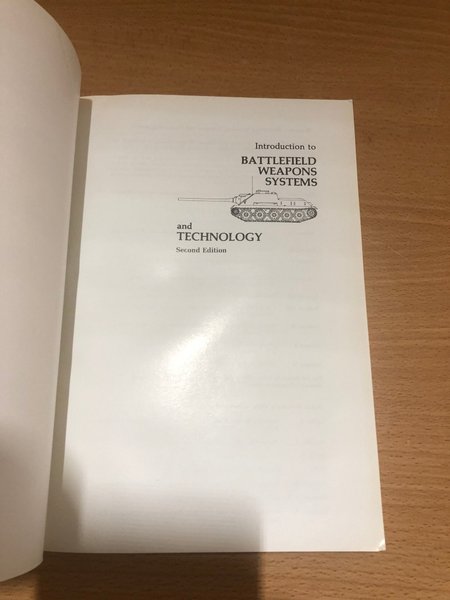 Introduction to
BATTLEFIELD
WEAPONS
SYSTEMS
and
TECHNOLOGY
Second Edition